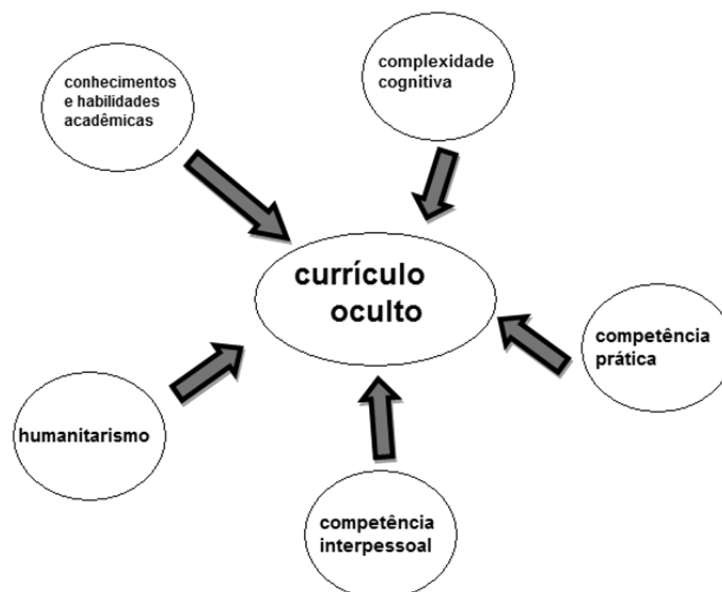 conhecimentos
e habilidades
acadêmicas
complexidade
cognitiva
currículo
oculto
competência
prática
humanitarismo
competência
interpessoal